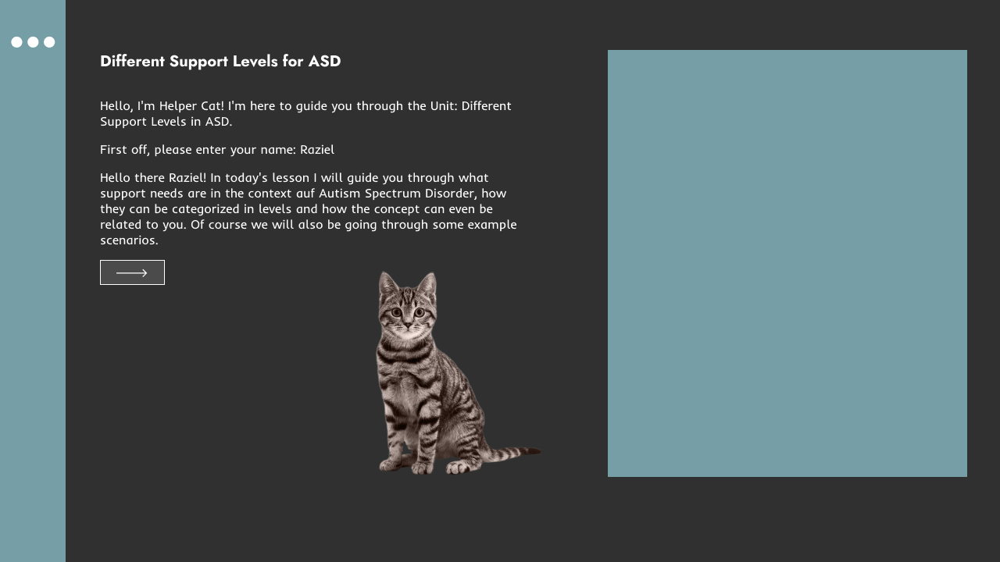 Different Support Levels for ASD
Hello, I'm Helper Cat! I'm here to guide you through the Unit: Different
Support Levels in ASD.
First off, please enter your name: Raziel
Hello there Raziel! In today's lesson I will guide you through what
support needs are in the context auf Autism Spectrum Disorder, how
they can be categorized in levels and how the concept can even be
related to you. Of course we will also be going through some example
scenarios.